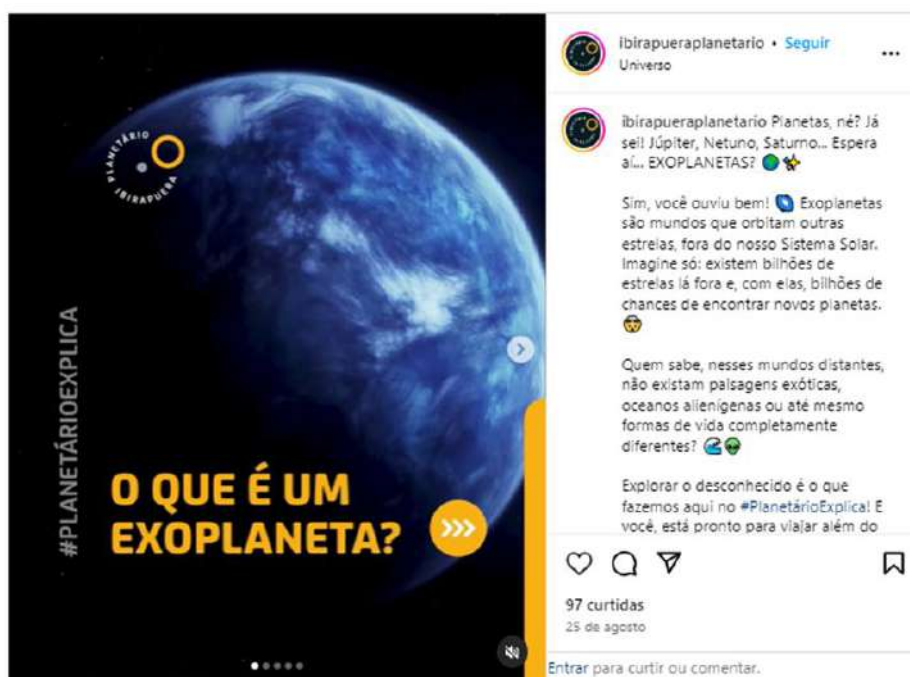 PLANETÁRIO
IBIRAPUERA
#PLANETÁRIOEXPLICA
O QUE É UM
EXOPLANETA?
ibirapueraplanetario • Seguir
Universo
ibirapueraplanetario Planetas, né? Já
sei! Júpiter, Netuno, Saturno... Espera
aí... EXOPLANETAS? 🌍✨
Sim, você ouviu bem! 🌀 Exoplanetas
são mundos que orbitam outras
estrelas, fora do nosso Sistema Solar.
Imagine só: existem bilhões de
estrelas lá fora e, com elas, bilhões de
chances de encontrar novos planetas.
🤯
Quem sabe, nesses mundos distantes,
não existam paisagens exóticas,
oceanos alienígenas ou até mesmo
formas de vida completamente
diferentes? 🌊👽
Explorar o desconhecido é o que
fazemos aqui no #PlanetárioExplica! E
você, está pronto para viajar além do
97 curtidas
25 de agosto
Entrar para curtir ou comentar.